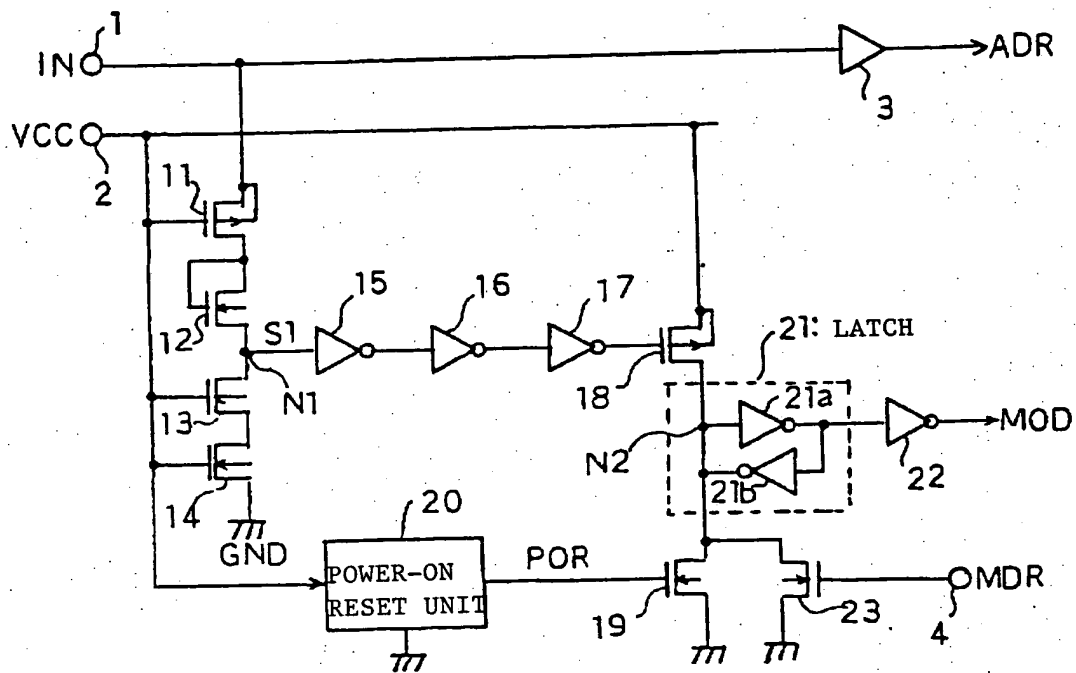 1
IN
ADR
3
VCC
2
11
12
S1
15
16
17
N1
13
14
GND
18
21: LATCH
21a
N2
21b
22
MOD
20
POWER-ON
RESET UNIT
POR
19
23
4
MDR